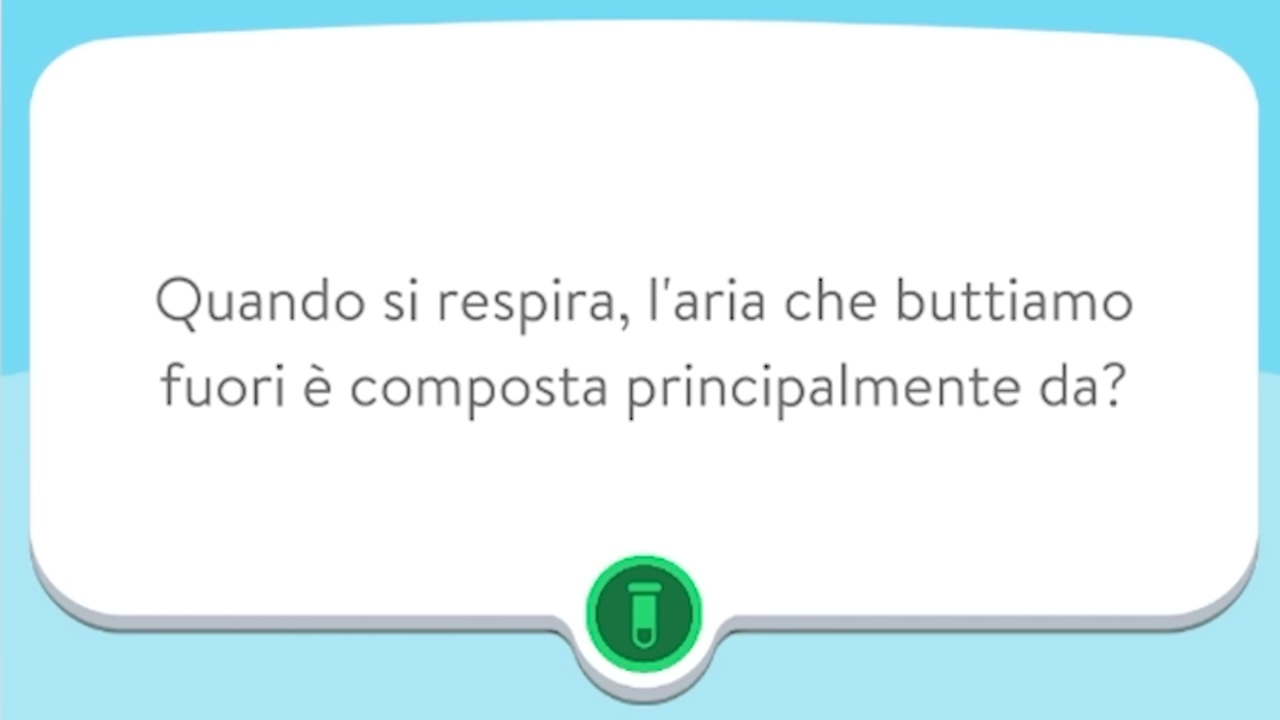 Quando si respira, l'aria che buttiamo
fuori è composta principalmente da?